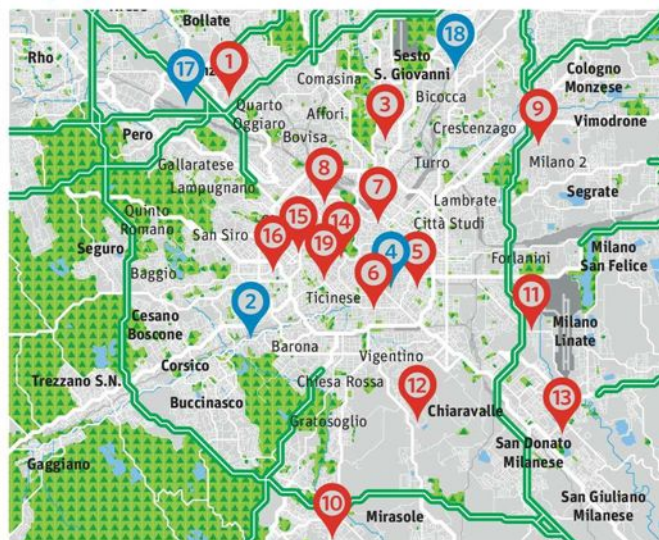 Bollate
18
Rho
1
Sesto
S. Giovanni
17
Comasina
Cologno
Monzese
Quarto
Oggiaro
3
Bicocca
9
Affori
Crescenzago
Vimodrone
Pero
Bovisa
Gallaratese
Turro
Milano 2
Lampugnano
8
7
Lambrate
Segrate
Quinto
Romano
15
14
Città Studi
San Siro
16
19
4
5
Forlanini
Milano
San Felice
Seguro
Baggio
6
2
Ticinese
11
Cesano
Boscone
Milano
Linate
Barona
Vigentino
Corsico
Trezzano S.N.
Chiesa Rossa
12
13
Buccinasco
Chiaravalle
Gratosoglio
San Donato
Milanese
Gaggiano
10
Mirasole
San Giuliano
Milanese